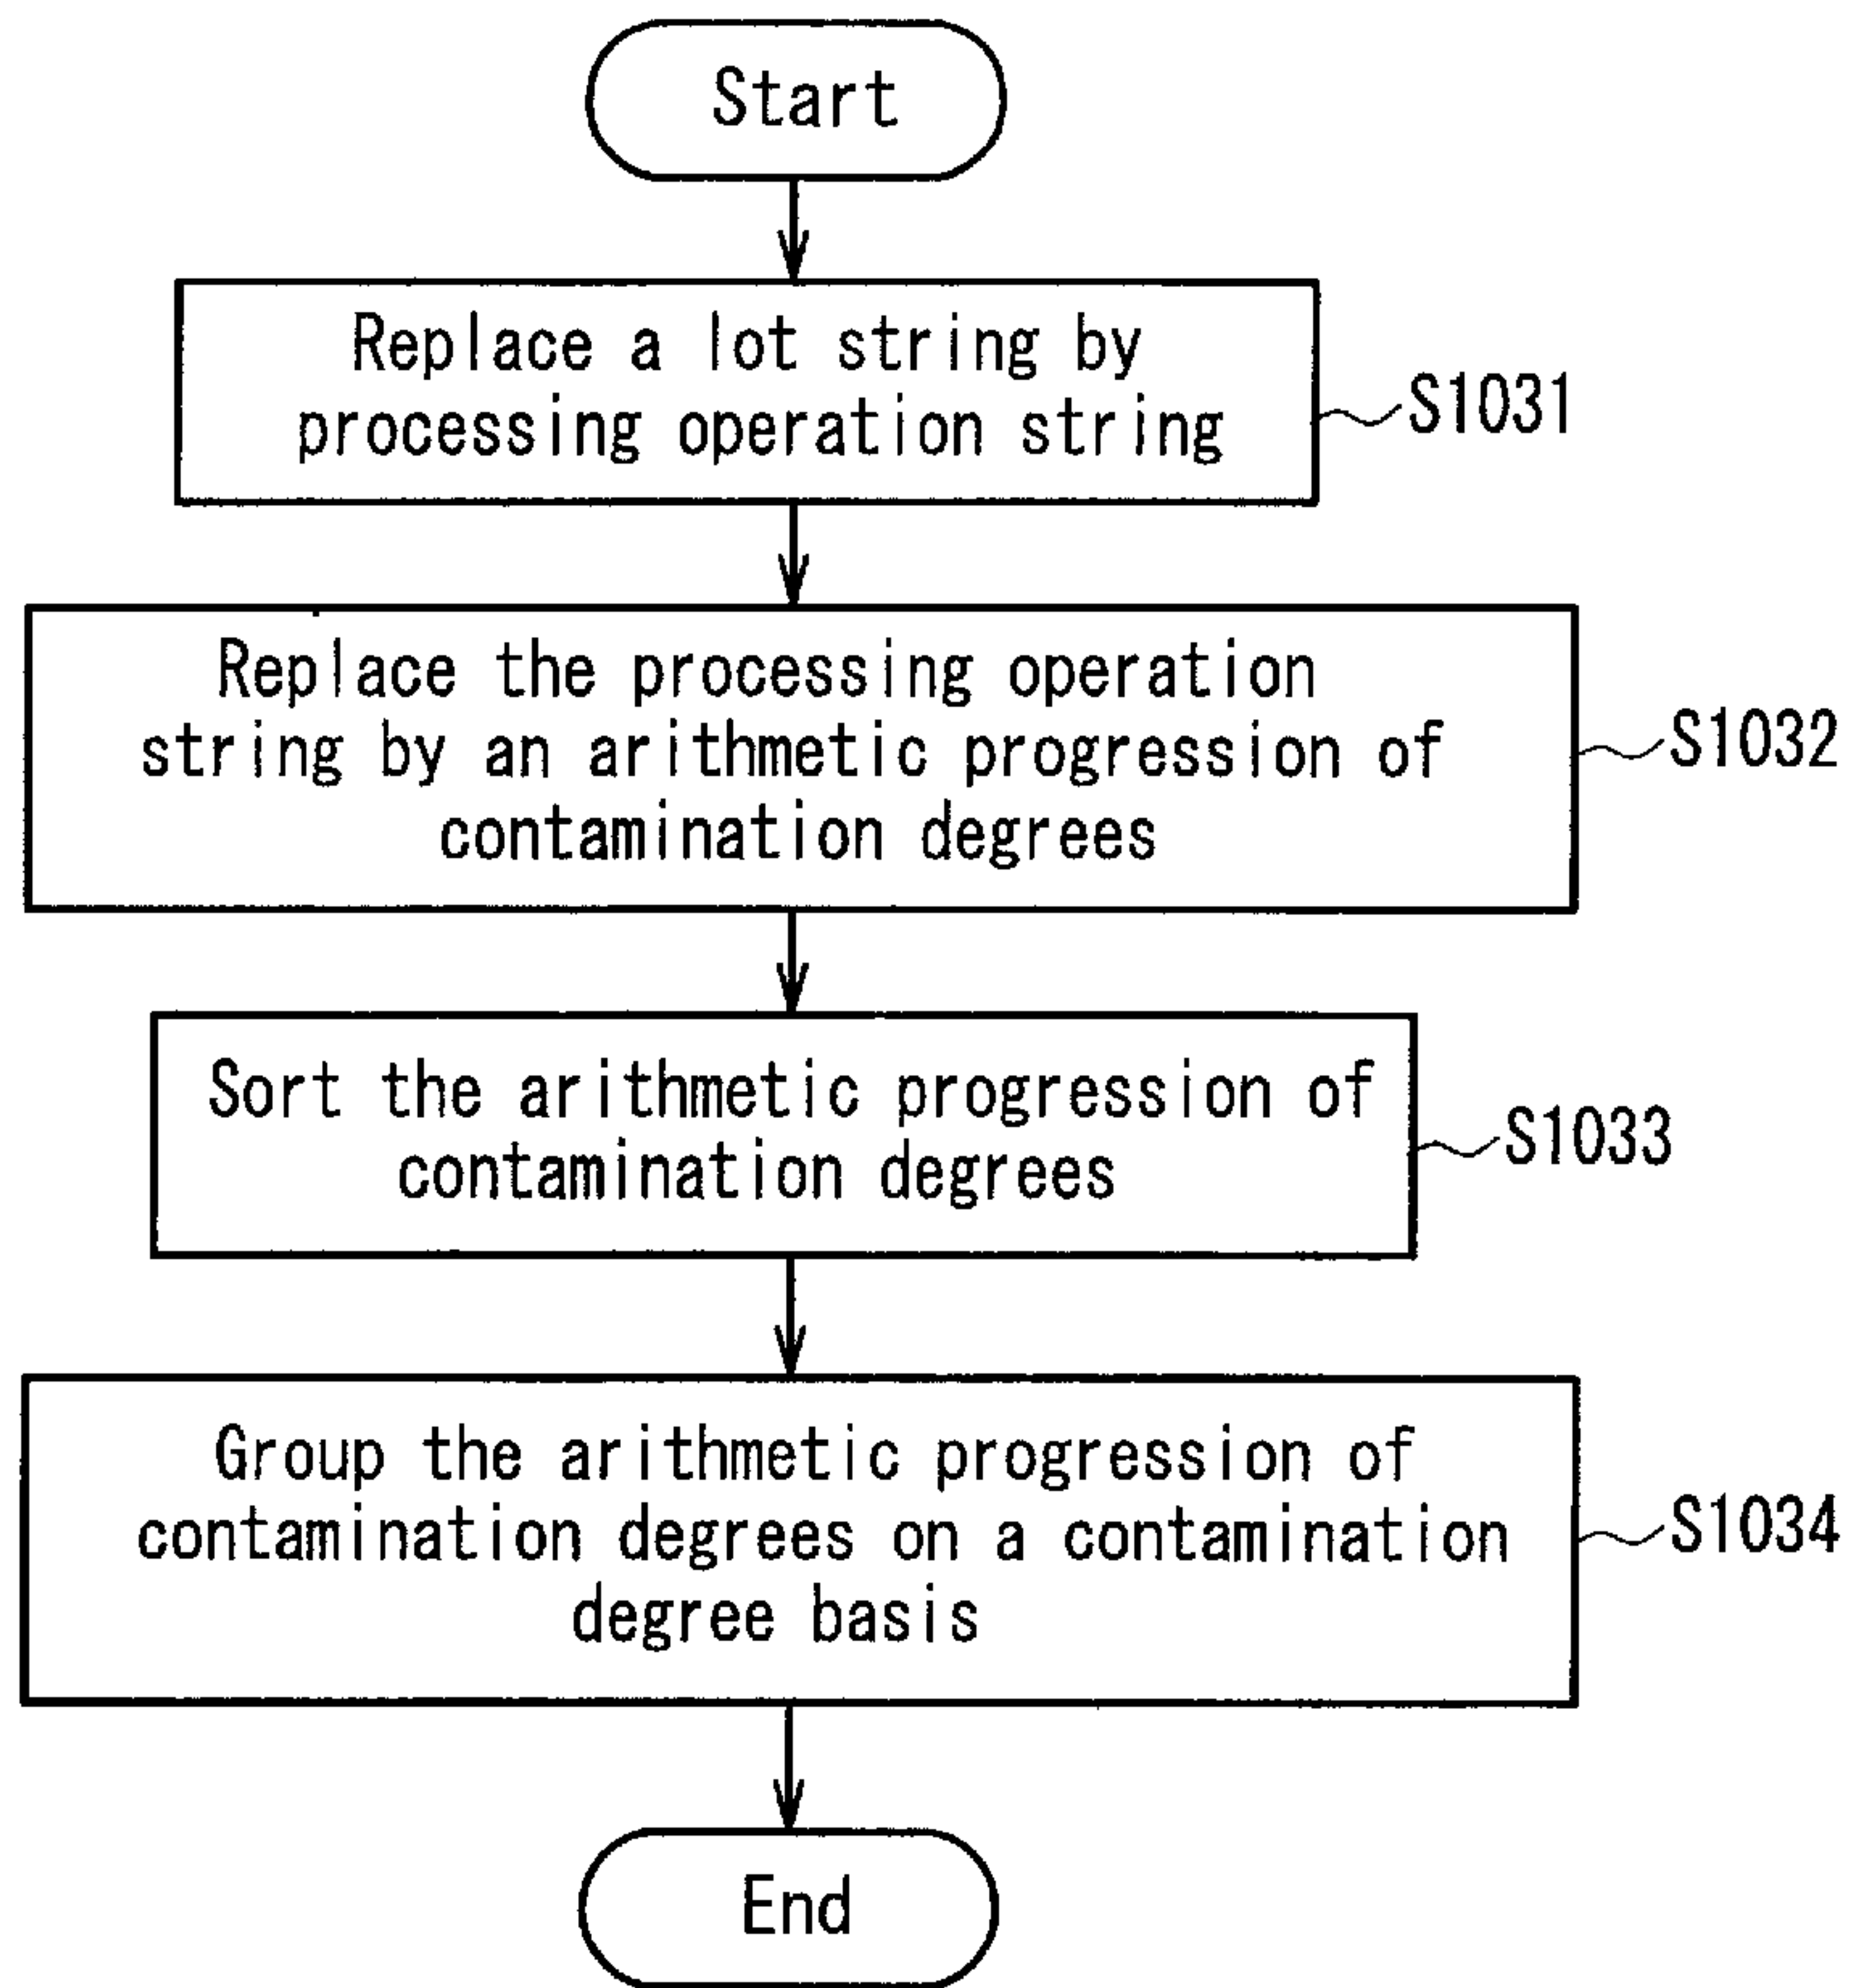 Start
Replace a lot string by
processing operation string
S1031
Replace the processing operation
string by an arithmetic progression of
contamination degrees
S1032
Sort the arithmetic progression of
contamination degrees
S1033
Group the arithmetic progression of
contamination degrees on a contamination
degree basis
S1034
End